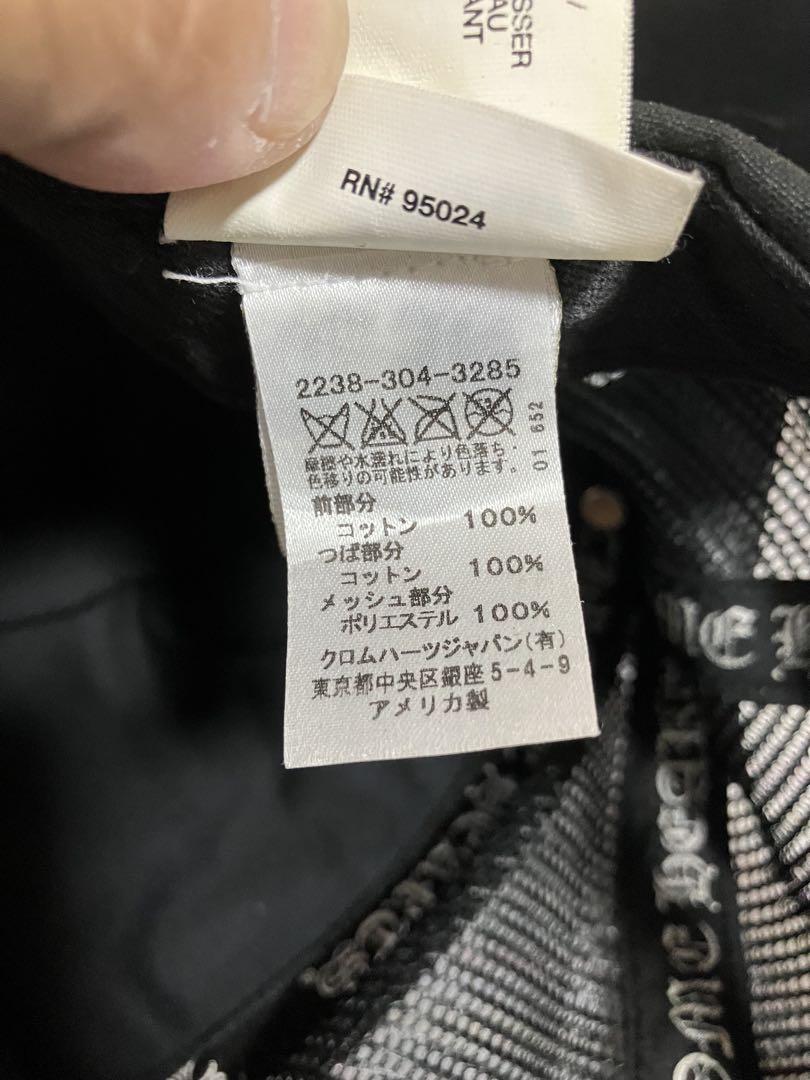 SSER
AU
ANT
RN# 95024
2238-304-3285
01 652
摩擦や水濡れにより色落ち・
色移りの可能性があります。
前部分
コットン 100%
つば部分
コットン 100%
メッシュ部分
ポリエステル 100%
クロムハーツジャパン(有)
東京都中央区銀座5-4-9
アメリカ製